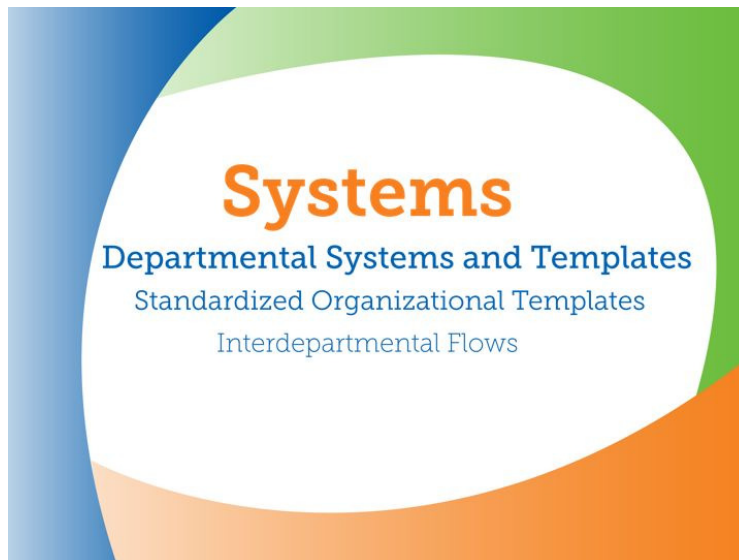 Systems
Departmental Systems and Templates
Standardized Organizational Templates
Interdepartmental Flows